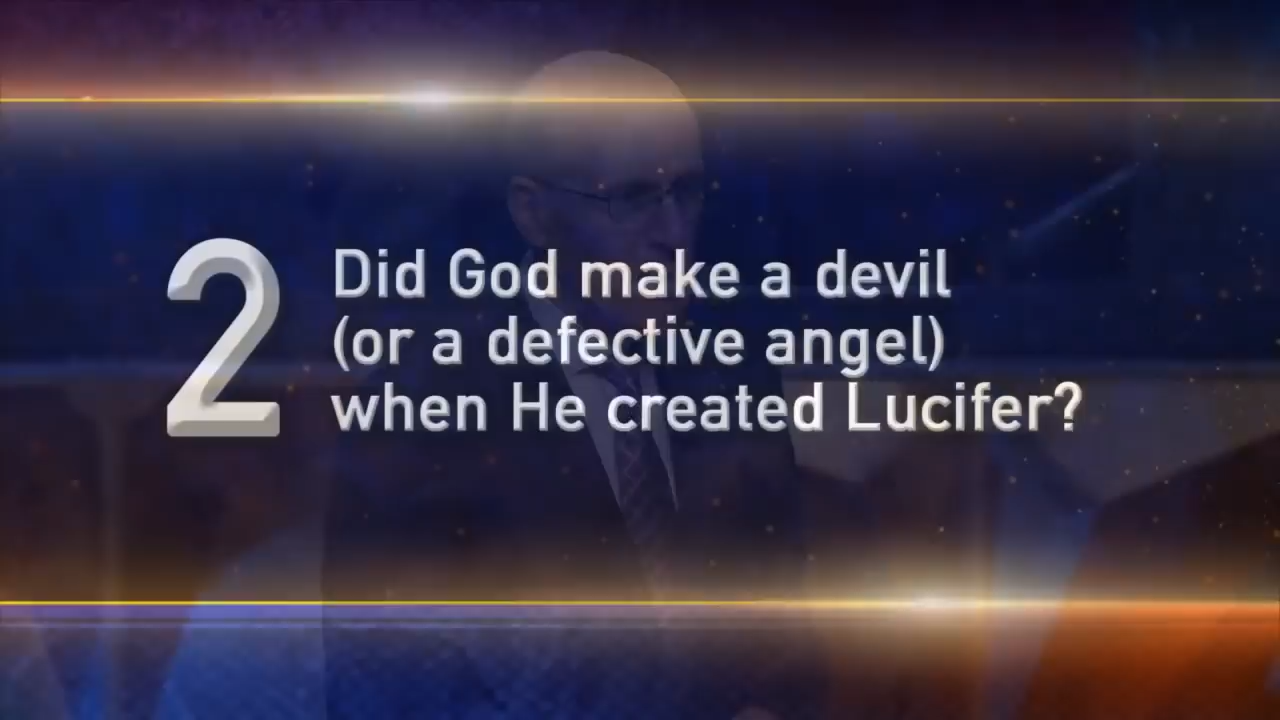 2
Did God make a devil
(or a defective angel)
when He created Lucifer?